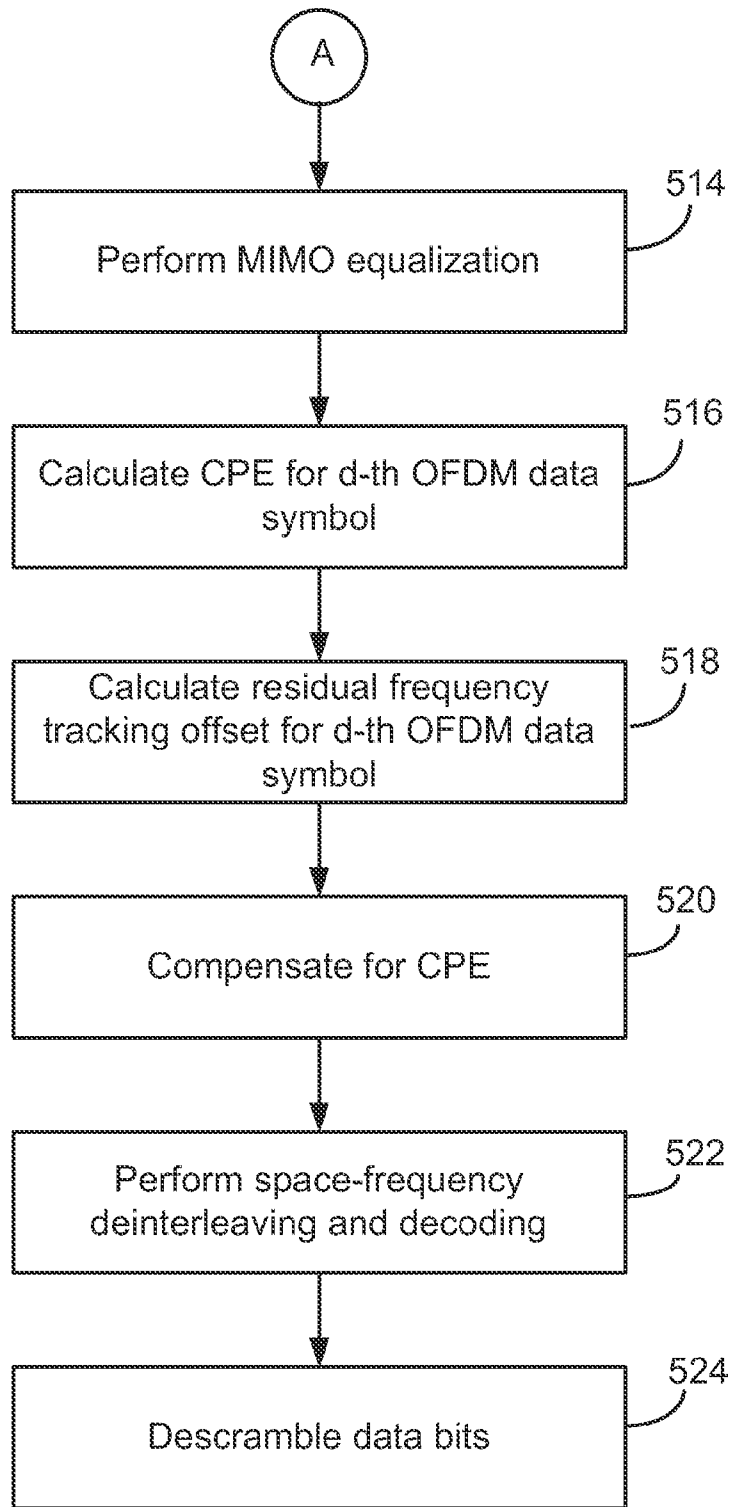 A
514
Perform MIMO equalization
516
Calculate CPE for d-th OFDM data
symbol
518
Calculate residual frequency
tracking offset for d-th OFDM data
symbol
520
Compensate for CPE
522
Perform space-frequency
deinterleaving and decoding
524
Descramble data bits